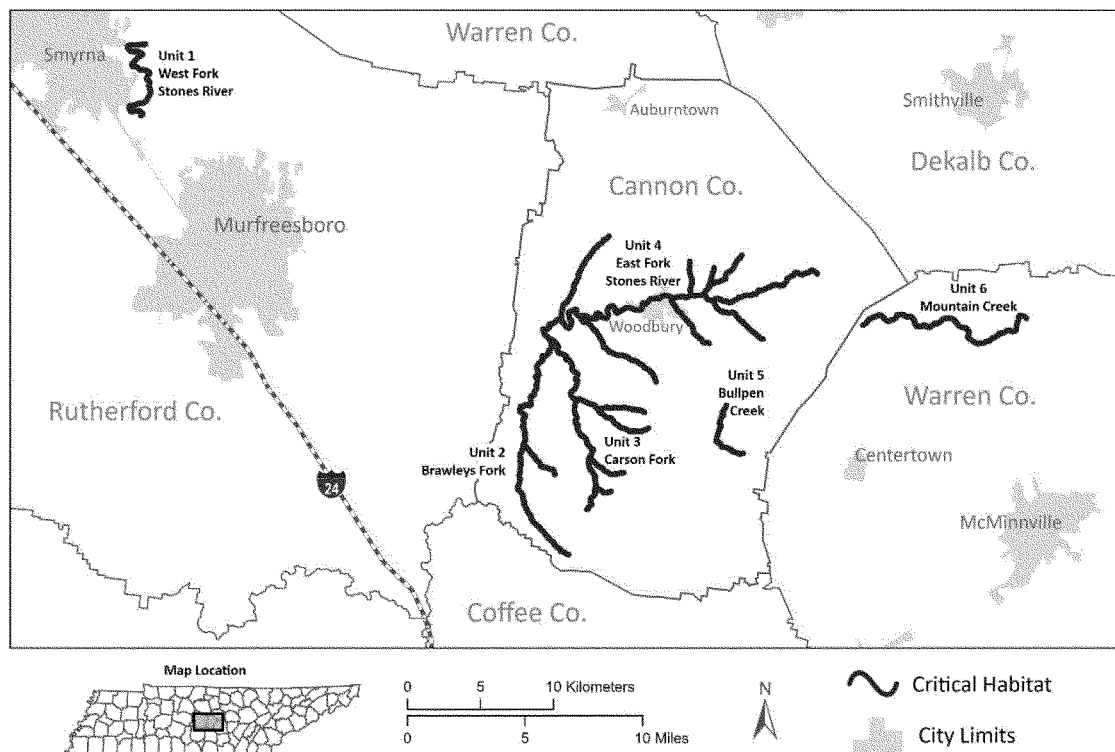 Warren Co.
Smyrna
Unit 1
West Fork
Stones River
Auburntown
Smithville
Dekalb Co.
Cannon Co.
Murfreesboro
Unit 4
East Fork
Stones River
Woodbury
Unit 6
Mountain Creek
Unit 5
Bullpen
Creek
Warren Co.
Rutherford Co.
Unit 2
Brawleys Fork
Unit 3
Carson Fork
Centertown
24
McMinnville
Coffee Co.
Map Location
0 5 10 Kilometers
0 5 10 Miles
N
Critical Habitat
City Limits